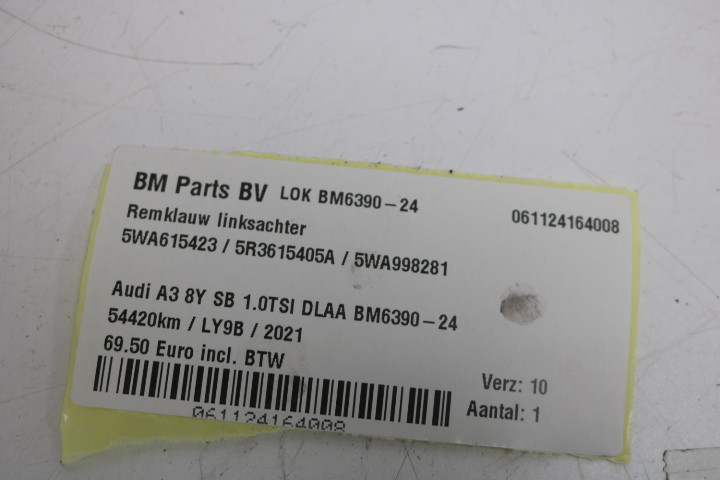 BM Parts BV LOK BM6390-24
061124164008
Remklauw linksachter
5WA615423 / 5R3615405A / 5WA998281
Audi A3 8Y SB 1.0TSI DLAA BM6390-24
54420km / LY9B / 2021
69.50 Euro incl. BTW
Verz: 10
Aantal: 1
061124164008